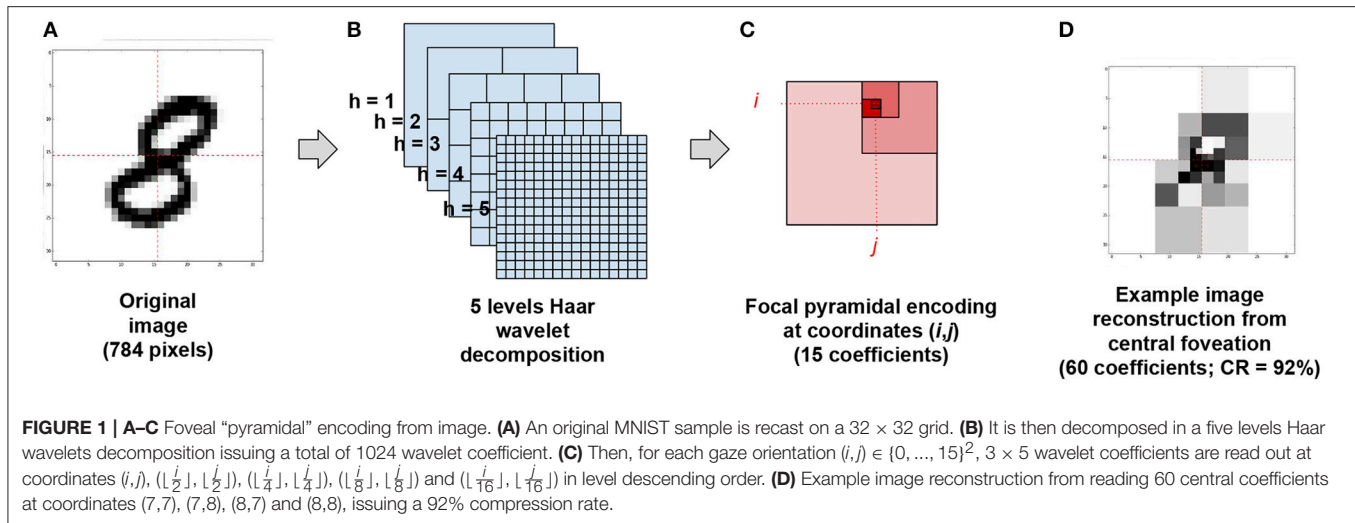 A
B
C
D
h = 1
h = 2
h = 3
h = 4
h = 5
i
j
Original
image
(784 pixels)
5 levels Haar
wavelet
decomposition
Focal pyramidal encoding
at coordinates (i,j)
(15 coefficients)
Example image
reconstruction from
central foveation
(60 coefficients; CR = 92%)
FIGURE 1 | A–C Foveal “pyramidal” encoding from image. (A) An original MNIST sample is recast on a 32 × 32 grid. (B) It is then decomposed in a five levels Haar
wavelets decomposition issuing a total of 1024 wavelet coefficient. (C) Then, for each gaze orientation (i, j) ∈ {0, ..., 15}², 3 × 5 wavelet coefficients are read out at
coordinates (i, j), (⌊i/2⌋, ⌊j/2⌋), (⌊i/4⌋, ⌊j/4⌋), (⌊i/8⌋, ⌊j/8⌋) and (⌊i/16⌋, ⌊j/16⌋) in level descending order. (D) Example image reconstruction from reading 60 central coefficients
at coordinates (7,7), (7,8), (8,7) and (8,8), issuing a 92% compression rate.